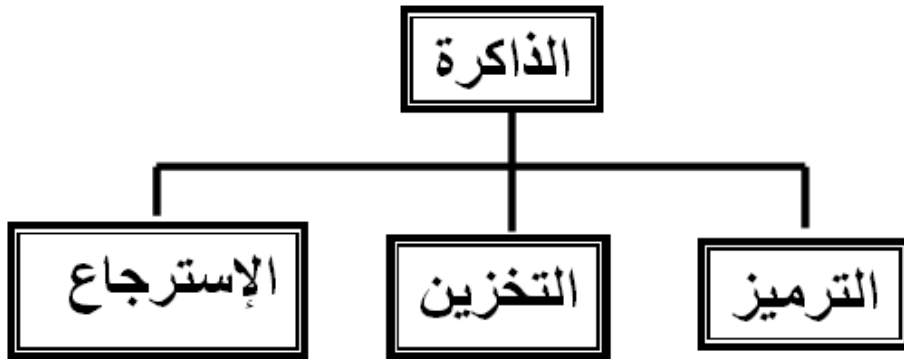 الذاكرة
الترميز
التخزين
الإسترجاع